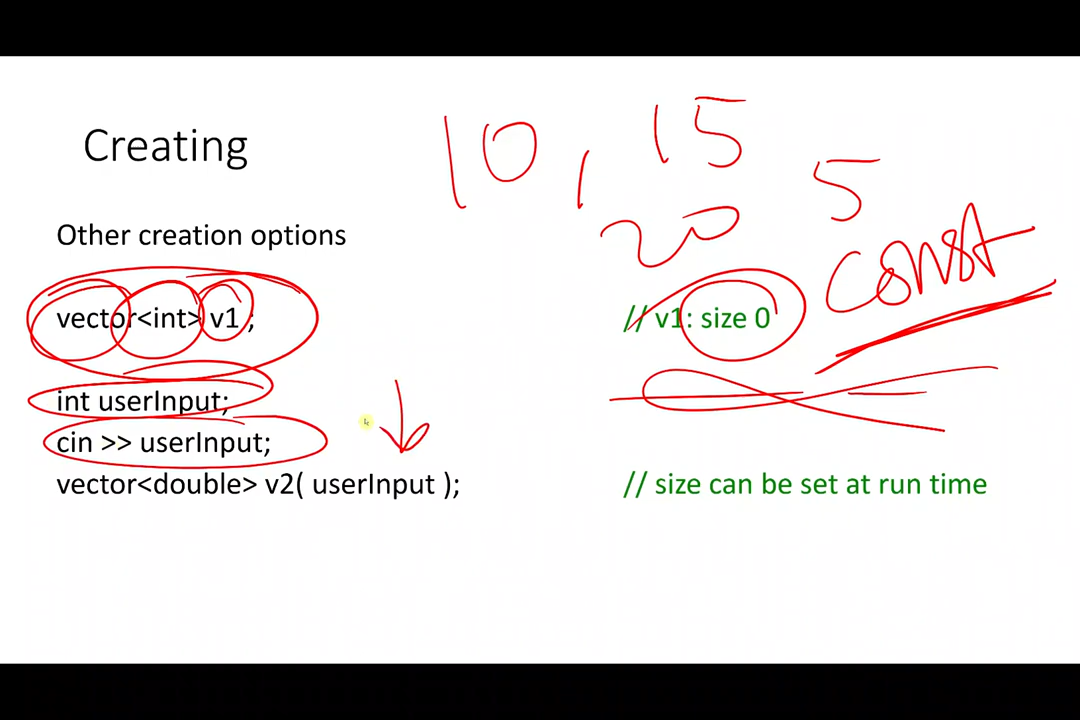 Creating
10, 15
20 5
const
Other creation options
vector<int> v1 ; // v1: size 0
int userInput;
cin >> userInput;
vector<double> v2( userInput ); // size can be set at run time